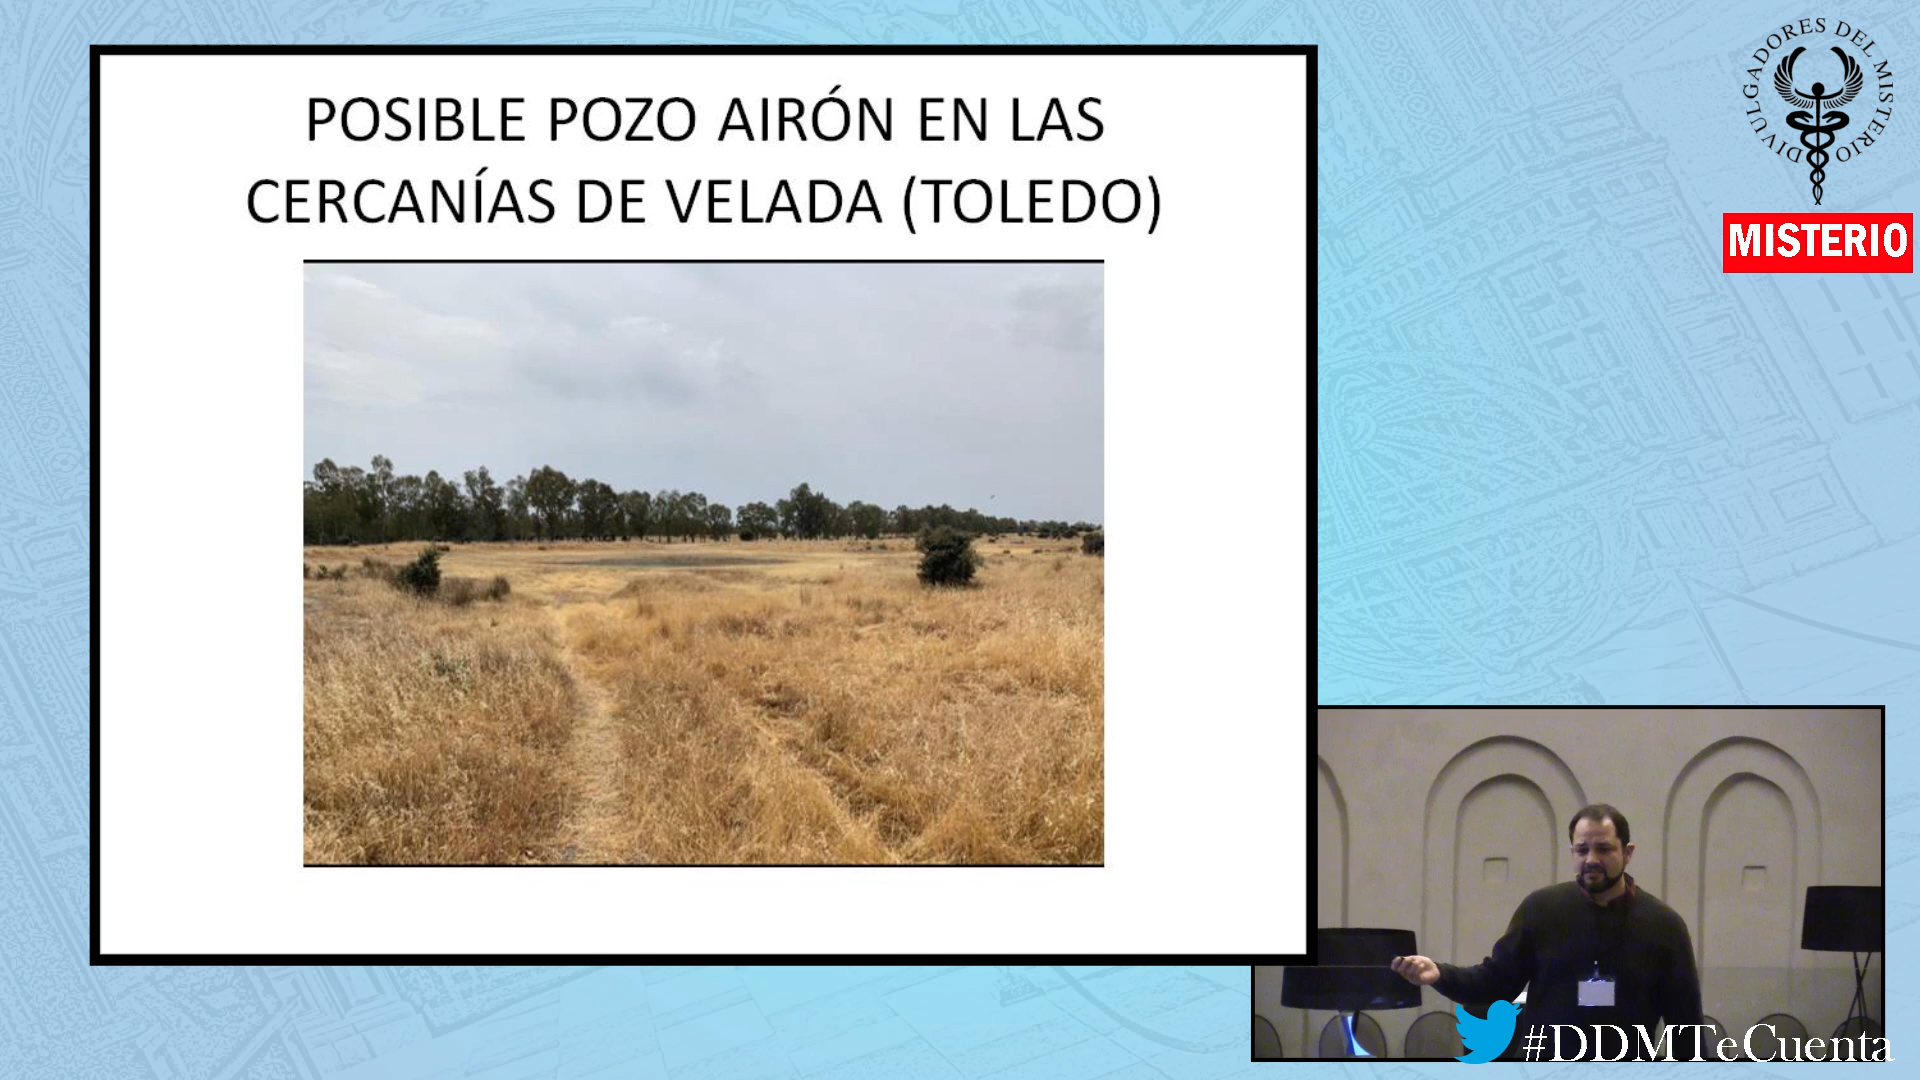 POSIBLE POZO AIRÓN EN LAS
CERCANÍAS DE VELADA (TOLEDO)
DIVULGADORES DEL MISTERIO
MISTERIO
#DDMTeCuenta